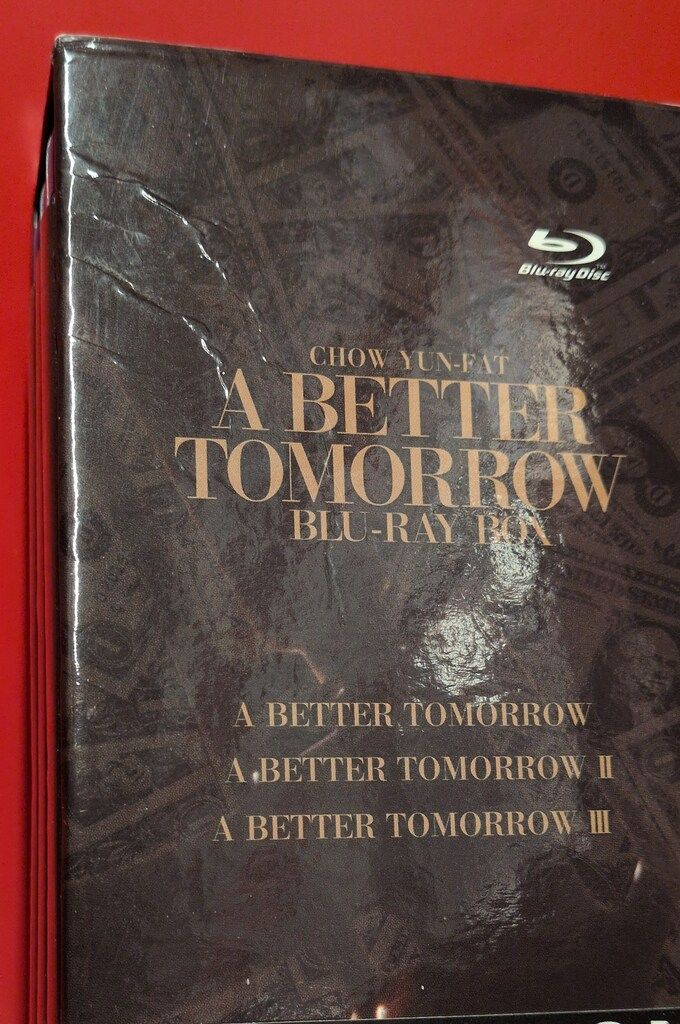 Blu-ray Disc
TM
CHOW YUN-FAT
A BETTER
TOMORROW
BLU-RAY BOX
A BETTER TOMORROW
A BETTER TOMORROW II
A BETTER TOMORROW III